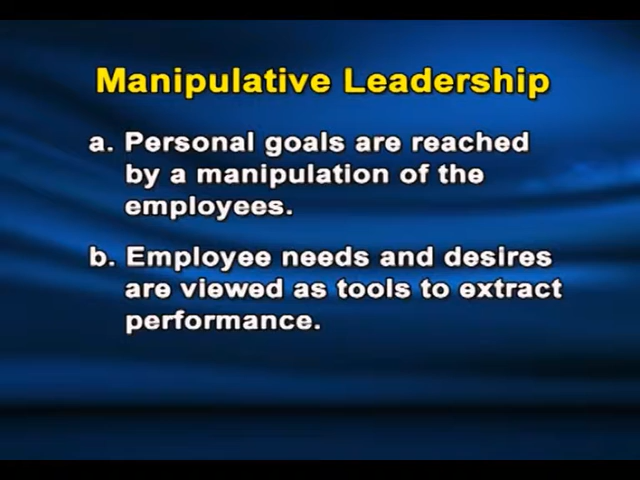 Manipulative Leadership
a. Personal goals are reached
by a manipulation of the
employees.
b. Employee needs and desires
are viewed as tools to extract
performance.